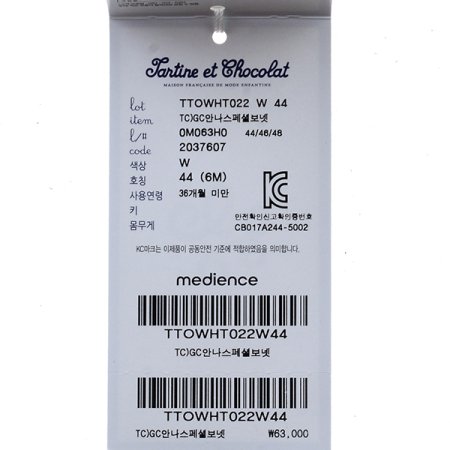 Tartine et Chocolat
MAISON FRANÇAISE DE MODE ENFANTINE
lot TTOWHT022 W 44
item TC)GC안나스페셜보넷
l/# 0M063H0 44/46/48
code 2037607
색상 W
호칭 44 (6M)
사용연령 36개월 미만
키
몸무게
안전확인신고확인증번호
CB017A244-5002
KC마크는 이제품이 공동안전 기준에 적합하였음을 의미합니다.
medience
TTOWHT022W44
TC)GC안나스페셜보넷
TTOWHT022W44
TC)GC안나스페셜보넷 ₩63,000